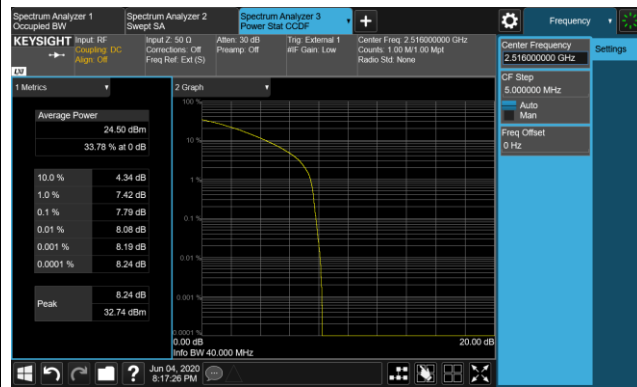 Spectrum Analyzer 1
Occupied BW
Spectrum Analyzer 2
Swept SA
Spectrum Analyzer 3
Power Stat CCDF
Frequency
KEYSIGHT
Input: RF
Coupling: DC
Align: Off
Input Z: 50 Ω
Corrections: Off
Freq Ref: Ext (S)
Atten: 30 dB
Preamp: Off
Trig: External 1
#IF Gain: Low
Center Freq: 2.516000000 GHz
Counts: 1.00 M/1.00 Mpt
Radio Std: None
LXI
Center Frequency
2.516000000 GHz
Settings
CF Step
5.000000 MHz
Auto
Man
Freq Offset
0 Hz
1 Metrics
Average Power
24.50 dBm
33.78 % at 0 dB
10.0 % 4.34 dB
1.0 % 7.42 dB
0.1 % 7.79 dB
0.01 % 8.08 dB
0.001 % 8.19 dB
0.0001 % 8.24 dB
Peak
8.24 dB
32.74 dBm
2 Graph
100 %
10 %
1 %
0.1 %
0.01 %
0.001 %
0.0001 %
0.00 dB
20.00 dB
Info BW 40.000 MHz
?
Jun 04, 2020
8:17:26 PM